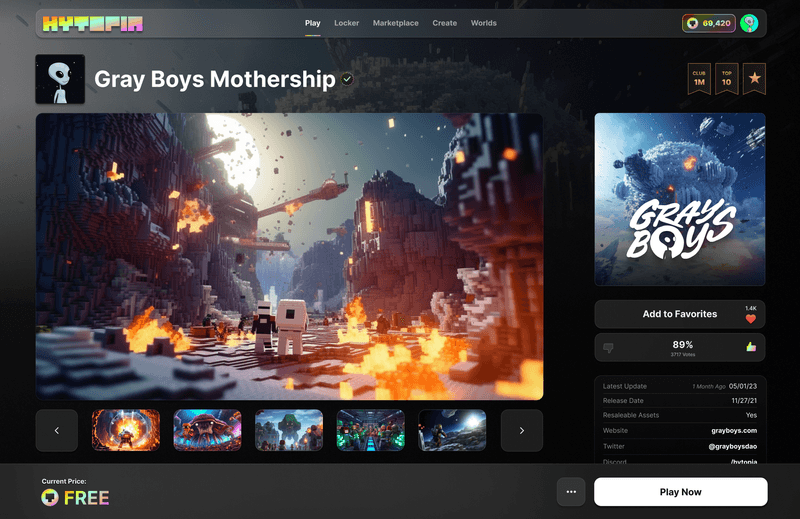 HYTOPIA
Play Locker Marketplace Create Worlds
69,420
Gray Boys Mothership
CLUB 1M
TOP 10
GRAYS BOYS
Add to Favorites
1.4K
89%
3717 Votes
Latest Update 1 Month Ago 05/01/23
Release Date 11/27/21
Resaleable Assets Yes
Website grayboys.com
Twitter @grayboysdao
Discord /hytopia
Current Price:
FREE
Play Now